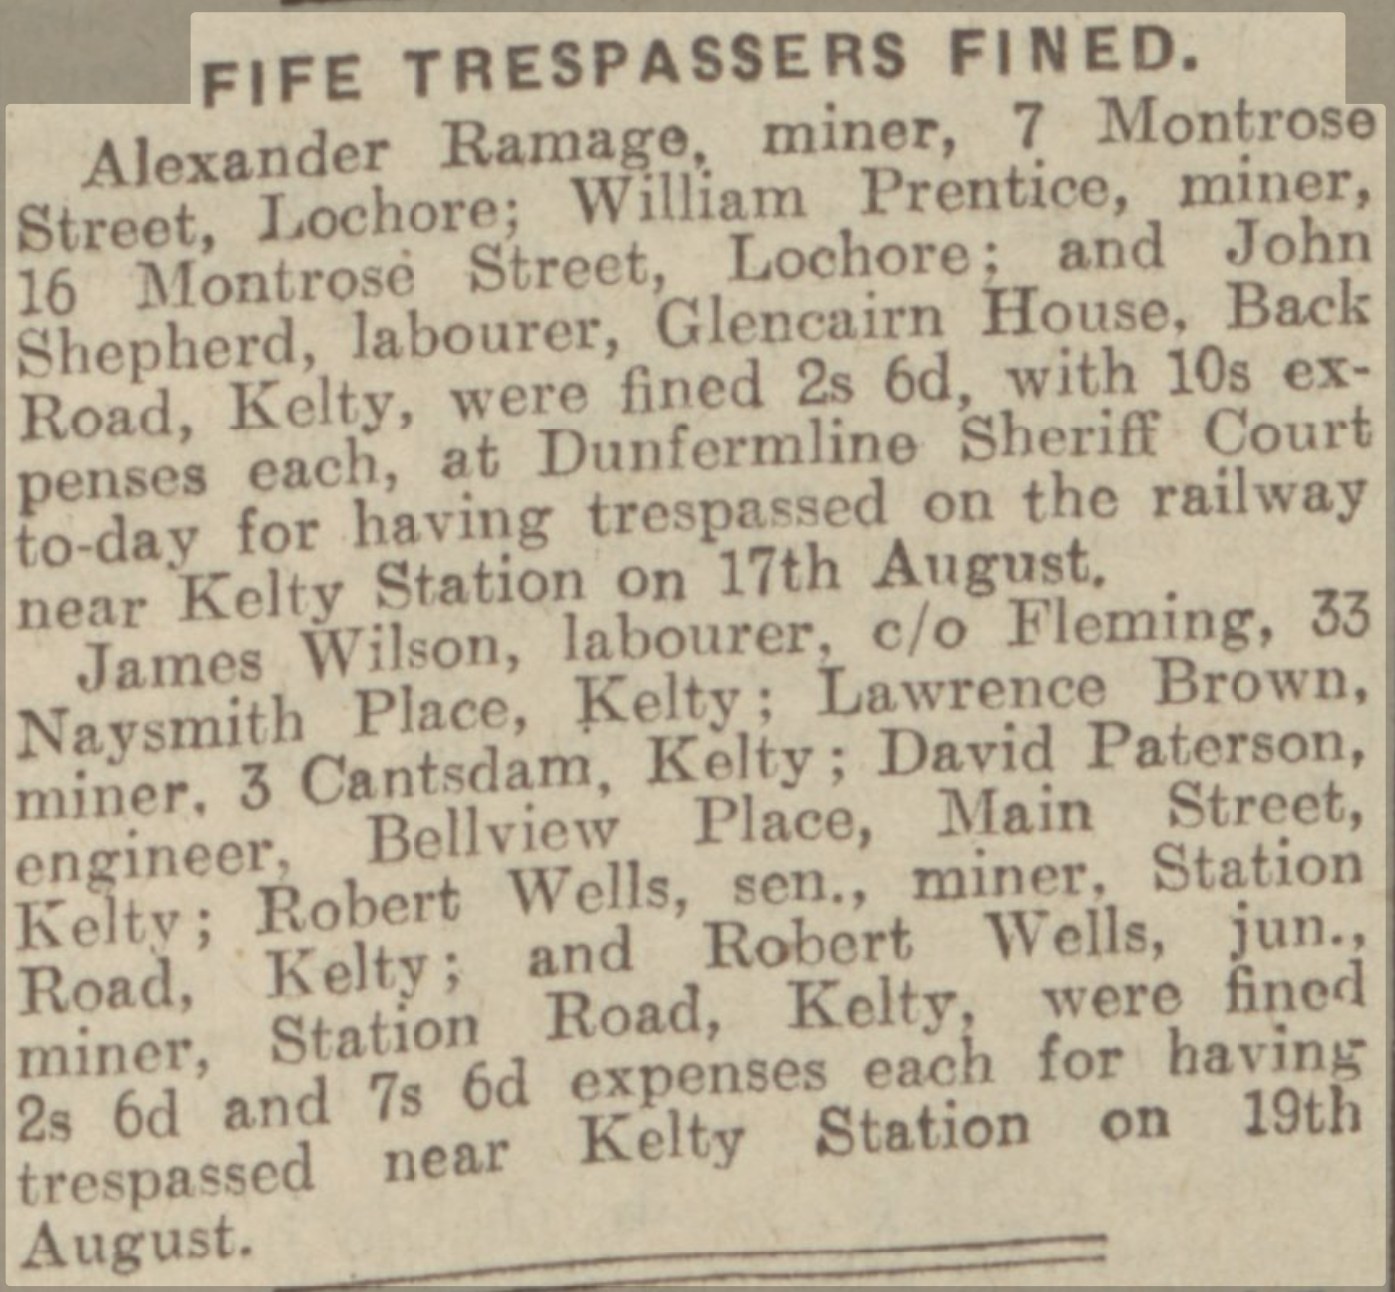 FIFE TRESPASSERS FINED.
Alexander Ramage, miner, 7 Montrose
Street, Lochore; William Prentice, miner,
16 Montrose Street, Lochore; and John
Shepherd, labourer, Glencairn House, Back
Road, Kelty, were fined 2s 6d, with 10s ex-
penses each, at Dunfermline Sheriff Court
to-day for having trespassed on the railway
near Kelty Station on 17th August.
James Wilson, labourer, c/o Fleming, 33
Naysmith Place, Kelty; Lawrence Brown,
miner, 3 Cantsdam, Kelty; David Paterson,
engineer, Bellview Place, Main Street,
Kelty; Robert Wells, sen., miner, Station
Road, Kelty; and Robert Wells, jun.,
miner, Station Road, Kelty, were fined
2s 6d and 7s 6d expenses each for having
trespassed near Kelty Station on 19th
August.